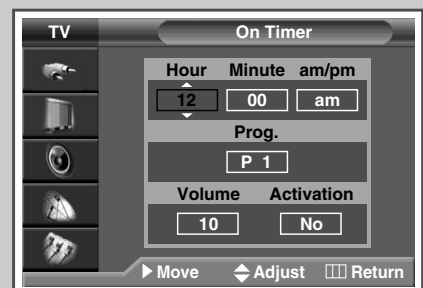 TV On Timer
Hour Minute am/pm
12 00 am
Prog.
P 1
Volume Activation
10 No
Move Adjust Return